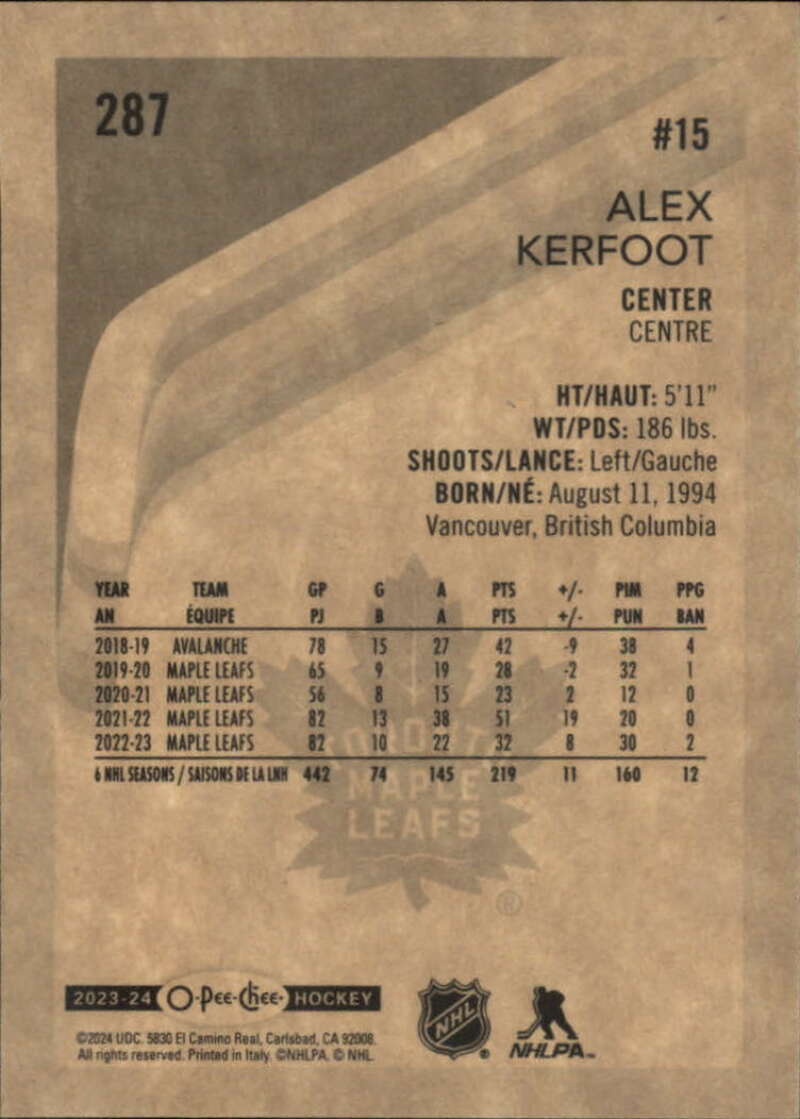 287
#15
ALEX
KERFOOT
CENTER
CENTRE
HT/HAUT: 5'11"
WT/PDS: 186 lbs.
SHOOTS/LANCE: Left/Gauche
BORN/NÉ: August 11, 1994
Vancouver, British Columbia
YEAR TEAM GP G A PTS +/- PIM PPG
AN ÉQUIPE PJ B A PTS +/- PUN BAN
2018-19 AVALANCHE 78 15 27 42 -9 38 4
2019-20 MAPLE LEAFS 65 9 19 28 -2 32 1
2020-21 MAPLE LEAFS 56 8 15 23 2 12 0
2021-22 MAPLE LEAFS 82 13 38 51 19 20 0
2022-23 MAPLE LEAFS 82 10 22 32 8 30 2
6 NHL SEASONS / SAISONS DE LA LNH 442 74 145 219 11 160 12
MAPLE
LEAFS
®
2023-24 O-Pee-Chee HOCKEY
NHL
NHLPA
©2024 UDC. 5830 El Camino Real, Carlsbad, CA 92008.
All rights reserved. Printed in Italy. ©NHLPA. © NHL.